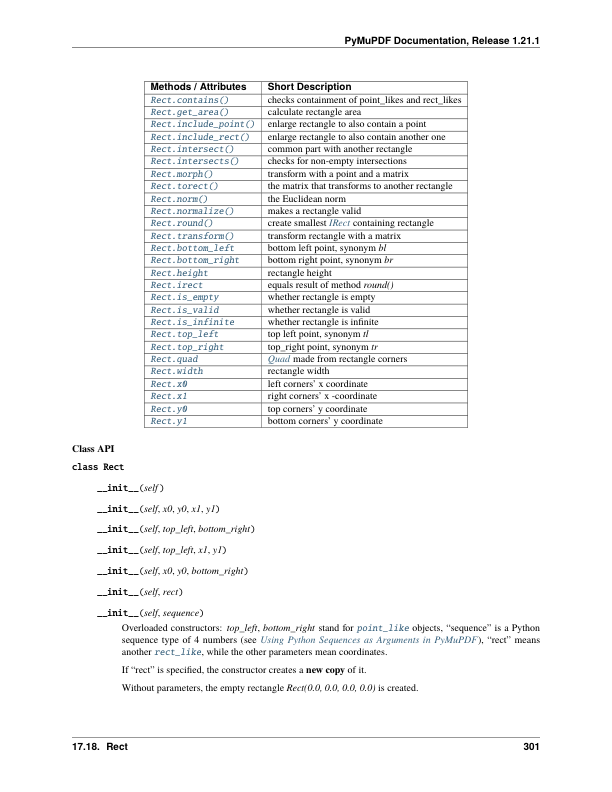 PyMuPDF Documentation, Release 1.21.1
Methods / Attributes Short Description
Rect.contains() checks containment of point_likes and rect_likes
Rect.get_area() calculate rectangle area
Rect.include_point() enlarge rectangle to also contain a point
Rect.include_rect() enlarge rectangle to also contain another one
Rect.intersect() common part with another rectangle
Rect.intersects() checks for non-empty intersections
Rect.morph() transform with a point and a matrix
Rect.torect() the matrix that transforms to another rectangle
Rect.norm() the Euclidean norm
Rect.normalize() makes a rectangle valid
Rect.round() create smallest IRect containing rectangle
Rect.transform() transform rectangle with a matrix
Rect.bottom_left bottom left point, synonym bl
Rect.bottom_right bottom right point, synonym br
Rect.height rectangle height
Rect.irect equals result of method round()
Rect.is_empty whether rectangle is empty
Rect.is_valid whether rectangle is valid
Rect.is_infinite whether rectangle is infinite
Rect.top_left top left point, synonym tl
Rect.top_right top_right point, synonym tr
Rect.quad Quad made from rectangle corners
Rect.width rectangle width
Rect.x0 left corners’ x coordinate
Rect.x1 right corners’ x -coordinate
Rect.y0 top corners’ y coordinate
Rect.y1 bottom corners’ y coordinate
Class API
class Rect
__init__(self)
__init__(self, x0, y0, x1, y1)
__init__(self, top_left, bottom_right)
__init__(self, top_left, x1, y1)
__init__(self, x0, y0, bottom_right)
__init__(self, rect)
__init__(self, sequence)
Overloaded constructors: top_left, bottom_right stand for point_like objects, “sequence” is a Python
sequence type of 4 numbers (see Using Python Sequences as Arguments in PyMuPDF), “rect” means
another rect_like, while the other parameters mean coordinates.
If “rect” is specified, the constructor creates a new copy of it.
Without parameters, the empty rectangle Rect(0.0, 0.0, 0.0, 0.0) is created.
17.18. Rect 301